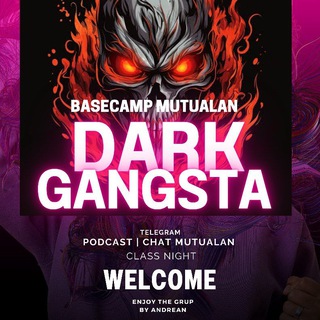 BASECAMP MUTUALAN
DARK
GANGSTA
TELEGRAM
PODCAST | CHAT MUTUALAN
CLASS NIGHT
WELCOME
ENJOY THE GRUP
BY ANDREAN